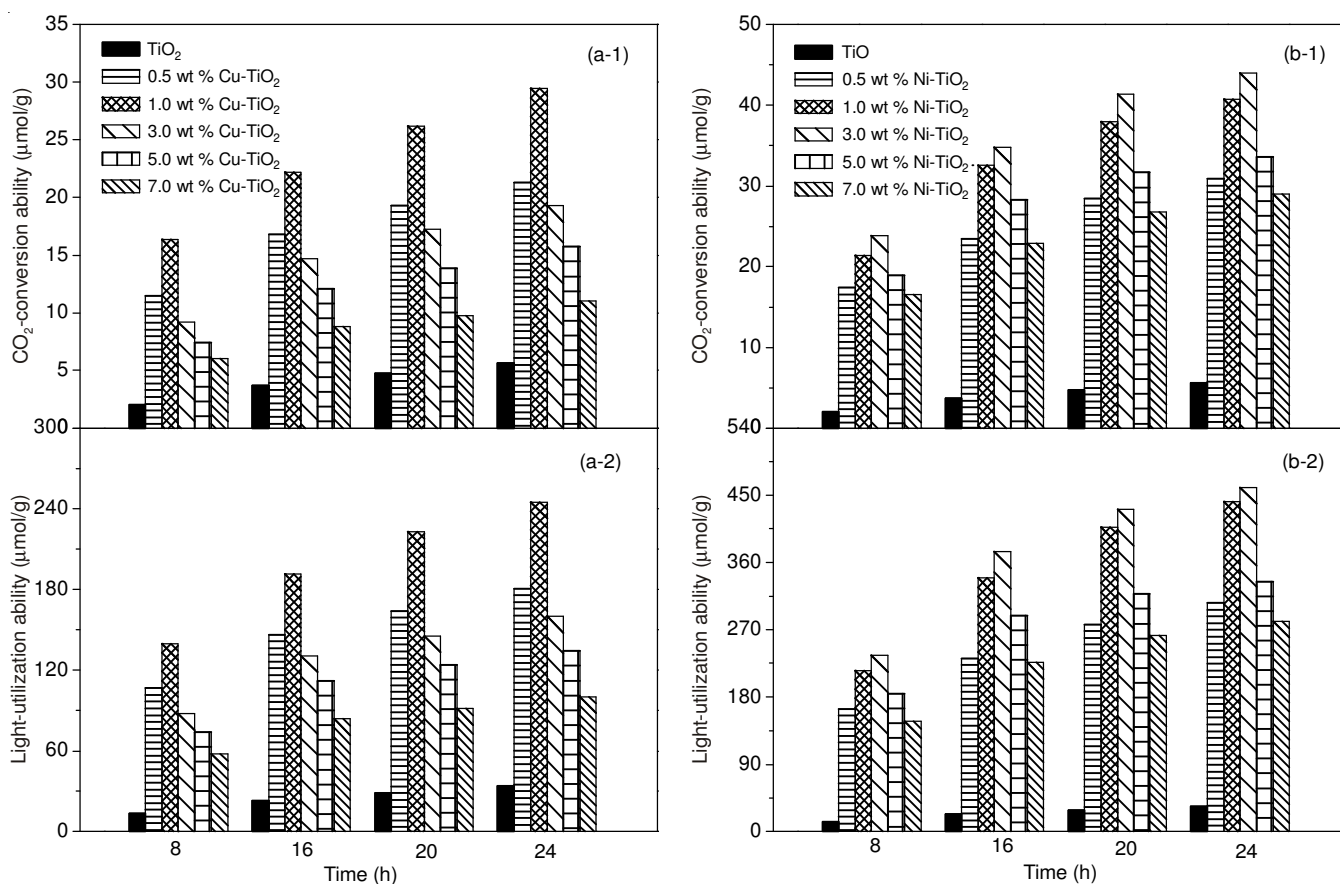 35
30
25
20
15
10
5
300
CO₂-conversion ability (μmol/g)
TiO₂
0.5 wt % Cu-TiO₂
1.0 wt % Cu-TiO₂
3.0 wt % Cu-TiO₂
5.0 wt % Cu-TiO₂
7.0 wt % Cu-TiO₂
(a-1)
240
180
120
60
0
Light-utilization ability (μmol/g)
(a-2)
8 16 20 24
Time (h)
50
40
30
20
10
540
CO₂-conversion ability (μmol/g)
TiO
0.5 wt % Ni-TiO₂
1.0 wt % Ni-TiO₂
3.0 wt % Ni-TiO₂
5.0 wt % Ni-TiO₂
7.0 wt % Ni-TiO₂
(b-1)
450
360
270
180
90
0
Light-utilization ability (μmol/g)
(b-2)
8 16 20 24
Time (h)